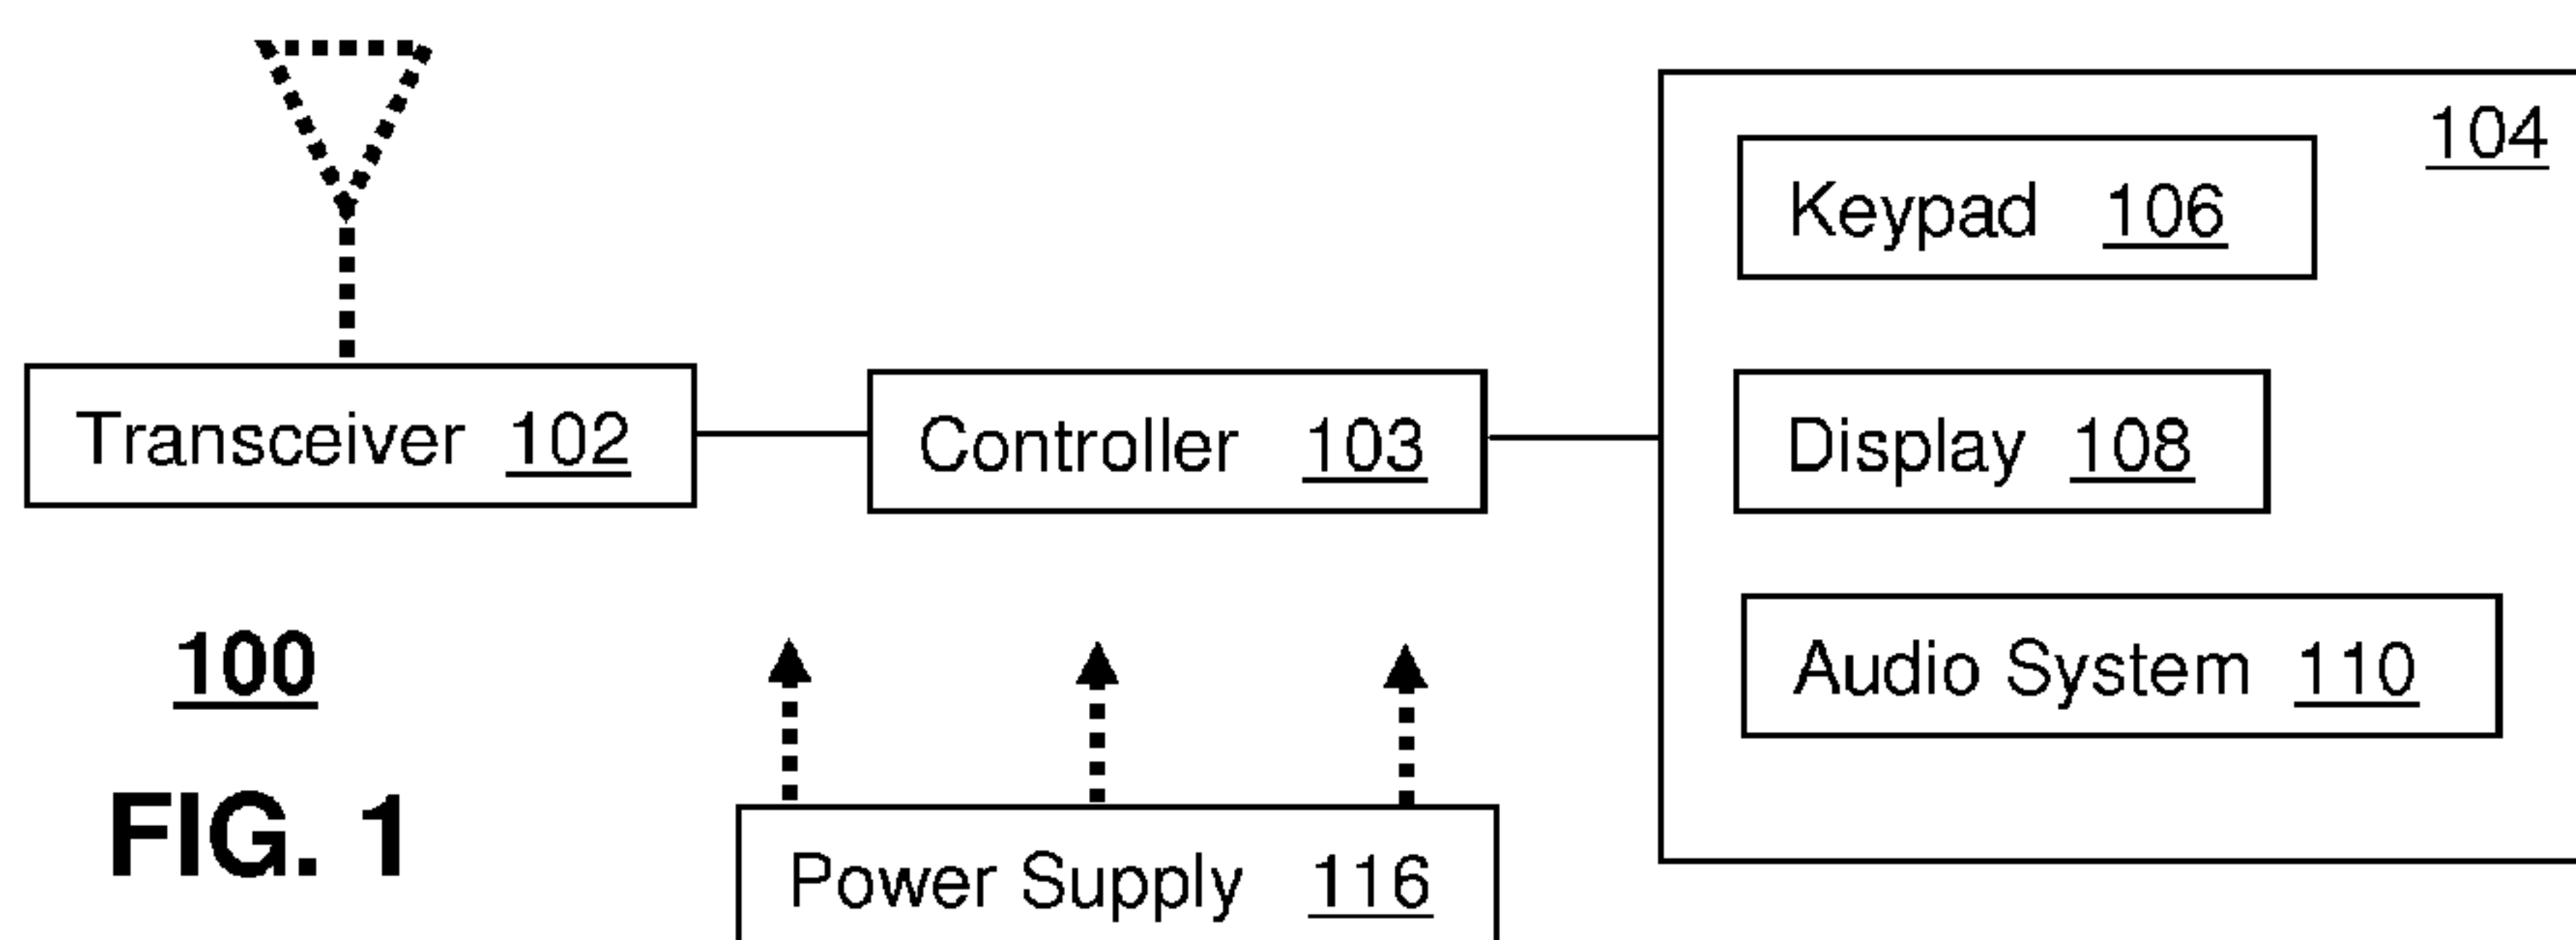 104
Keypad 106
Transceiver 102
Controller 103
Display 108
100
Audio System 110
FIG. 1
Power Supply 116